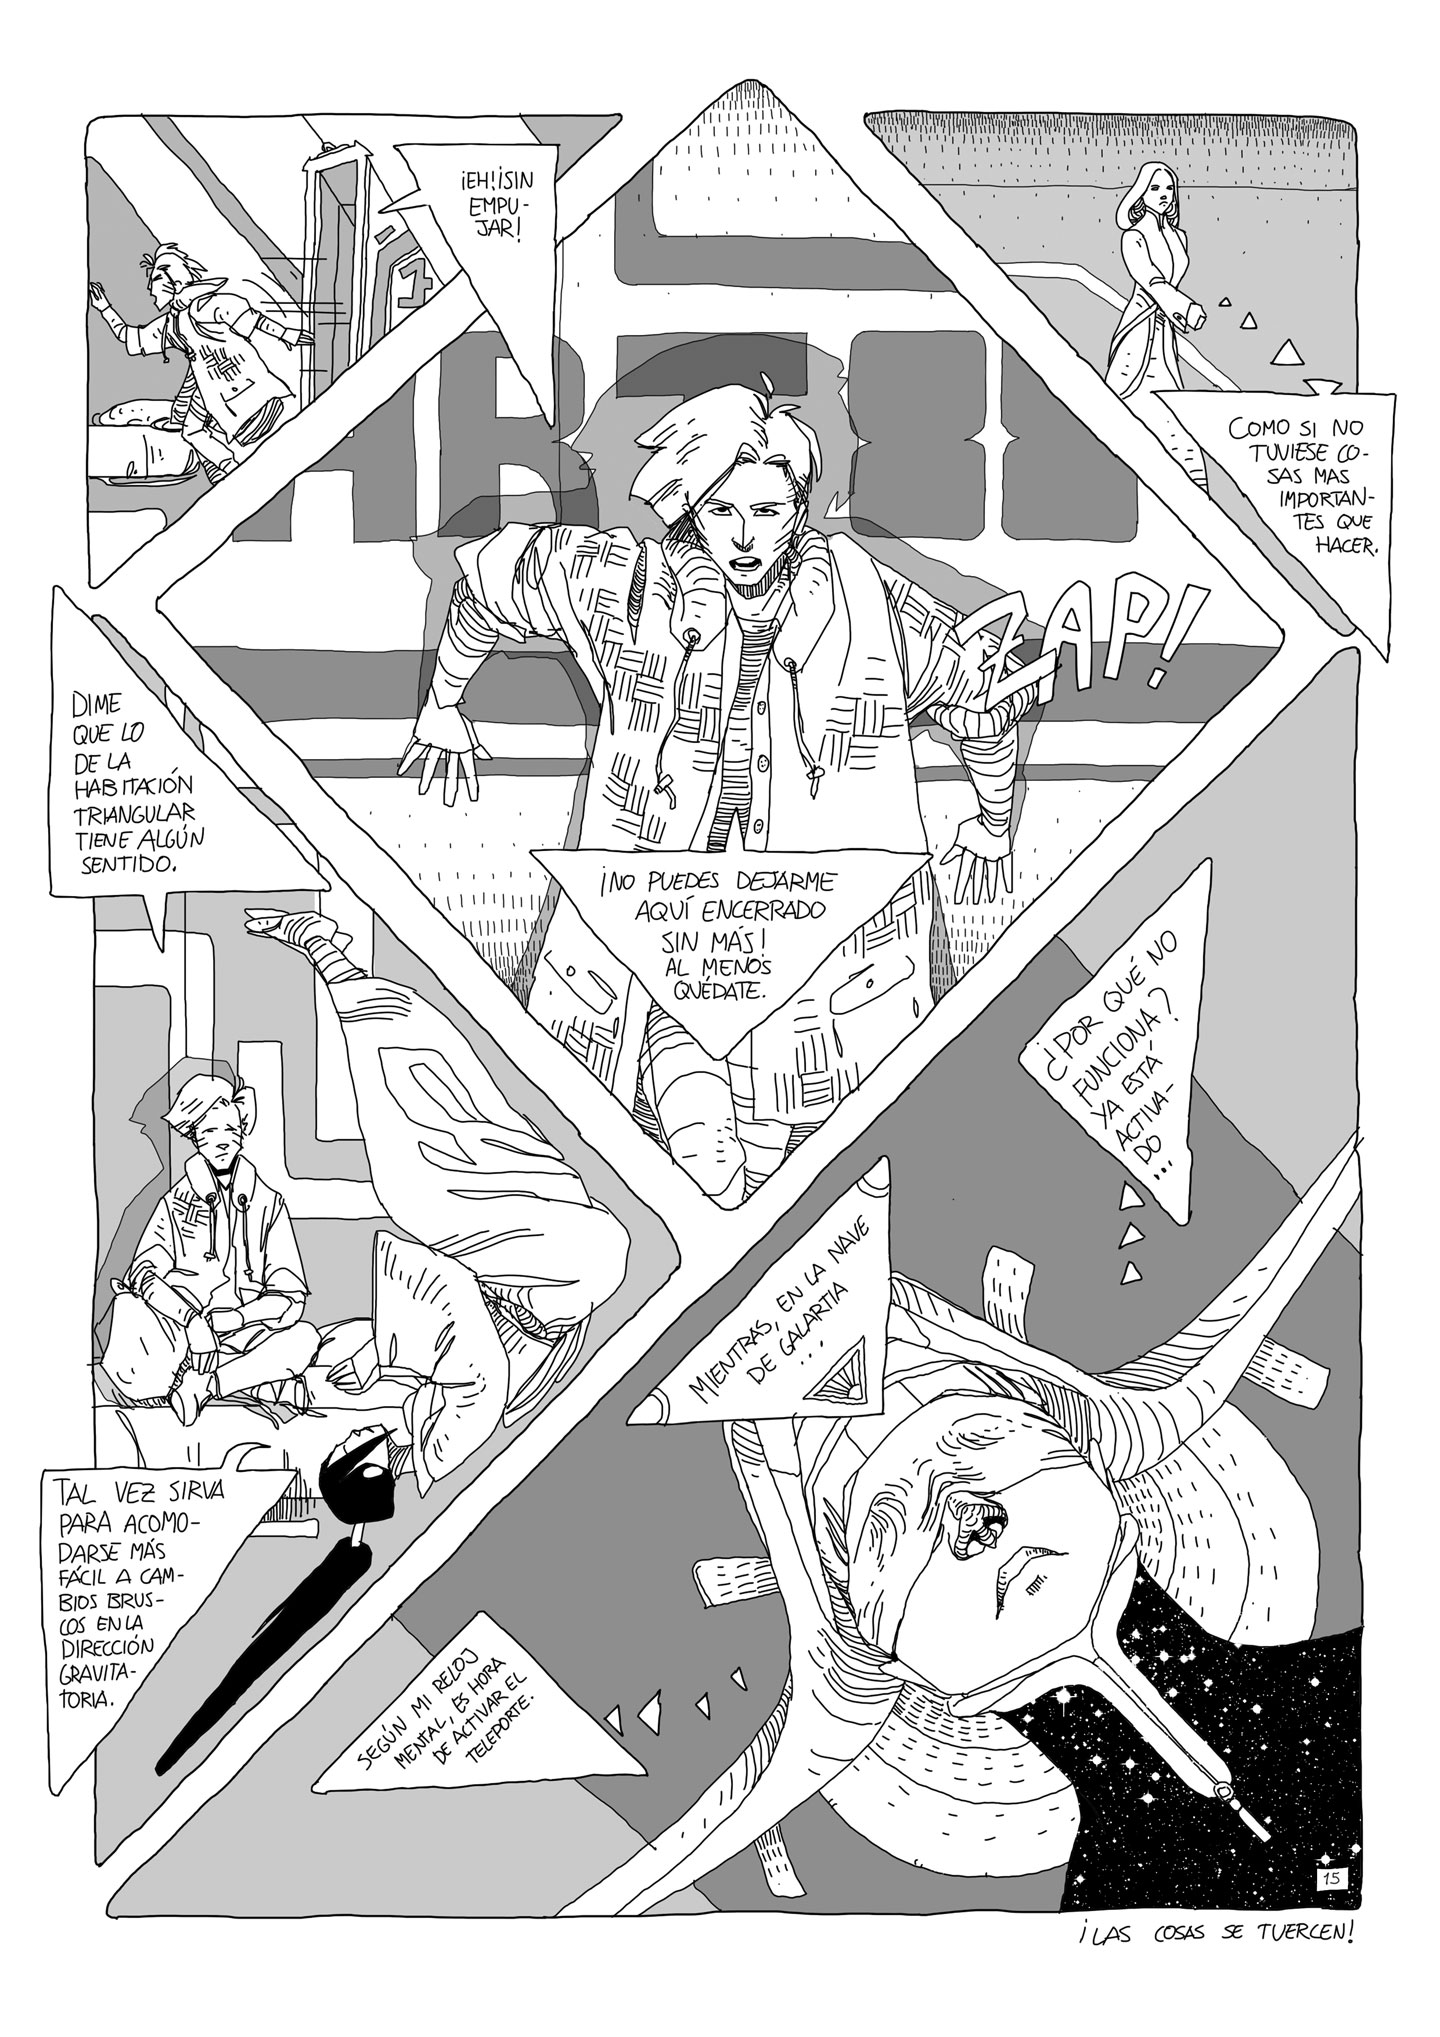 ¡EH!¡SIN
EMPU-
JAR!
COMO SI NO
TUVIESE CO-
SAS MAS
IMPORTAN-
TES QUE
HACER.
ZAP!
¡NO PUEDES DEJARME
AQUÍ ENCERRADO
SIN MÁS!
AL MENOS
QUÉDATE.
DIME
QUE LO
DE LA
HABITACIÓN
TRIANGULAR
TIENE ALGÚN
SENTIDO.
TAL VEZ SIRVA
PARA ACOMO-
DARSE MÁS
FÁCIL A CAM-
BIOS BRUS-
COS EN LA
DIRECCIÓN
GRAVITA-
TORIA.
MIENTRAS, EN LA NAVE
DE GALARTIA
...
SEGÚN MI RELOJ
MENTAL, ES HORA
DE ACTIVAR EL
TELEPORTE.
¿POR QUÉ NO
FUNCIONA?
YA ESTÁ
ACTIVA-
DO
...
15
¡LAS COSAS SE TUERCEN!